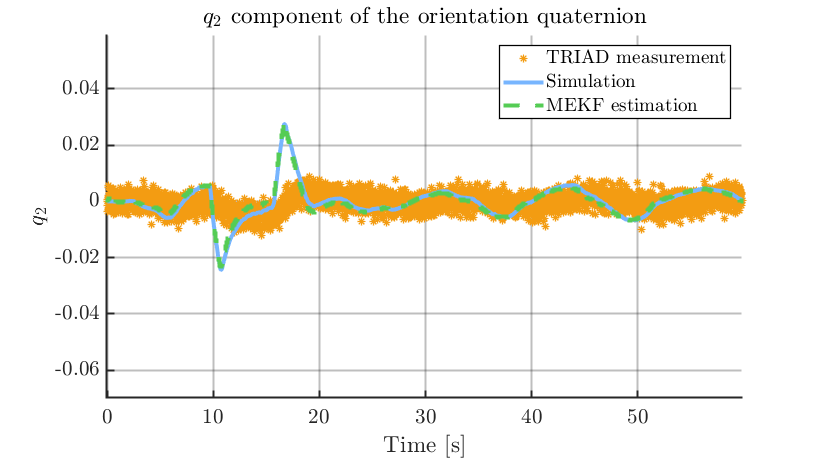 q₂ component of the orientation quaternion
TRIAD measurement
Simulation
MEKF estimation
0.04
0.02
0
-0.02
-0.04
-0.06
q₂
0 10 20 30 40 50
Time [s]